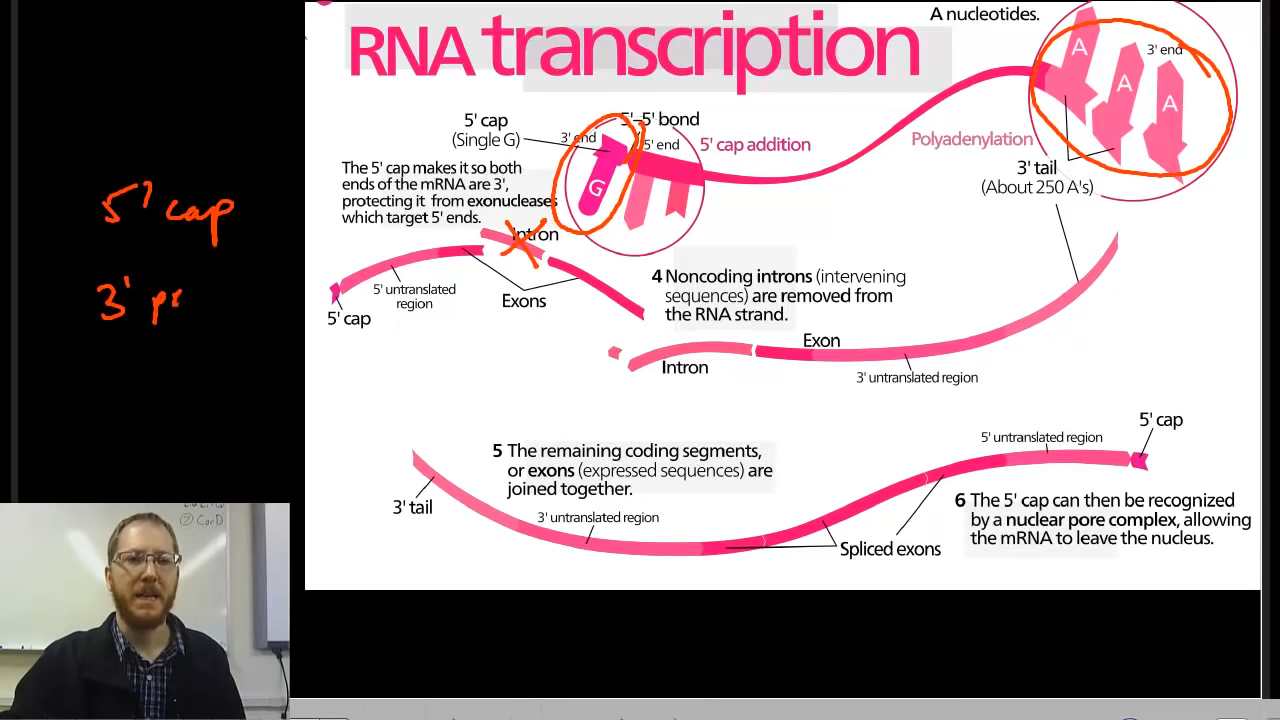 A nucleotides.
RNA transcription
A
3' end
A
A
5' cap
(Single G)
5'–5' bond
3' end
5' end
5' cap addition
Polyadenylation
3' tail
(About 250 A's)
G
The 5' cap makes it so both
ends of the mRNA are 3',
protecting it from exonucleases
which target 5' ends.
5' cap
3'
Intron
5' untranslated
region
Exons
5' cap
4 Noncoding introns (intervening
sequences) are removed from
the RNA strand.
Intron
Exon
3' untranslated region
5 The remaining coding segments,
or exons (expressed sequences) are
joined together.
3' tail
3' untranslated region
Spliced exons
5' untranslated region
5' cap
6 The 5' cap can then be recognized
by a nuclear pore complex, allowing
the mRNA to leave the nucleus.